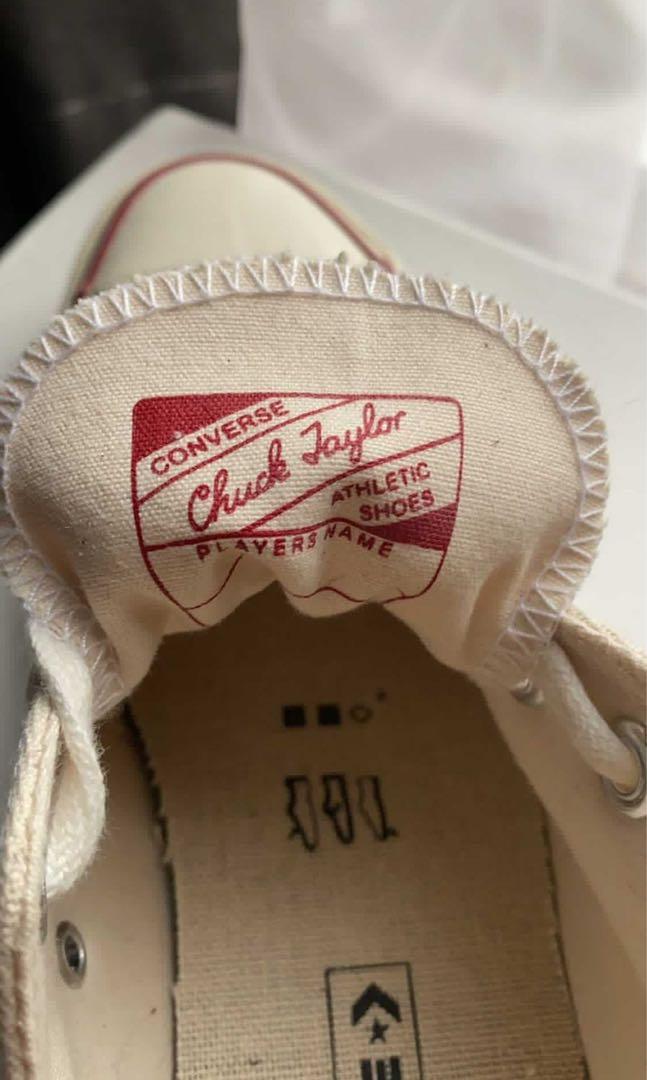 CONVERSE
Chuck Taylor
ATHLETIC
SHOES
PLAYERS NAME